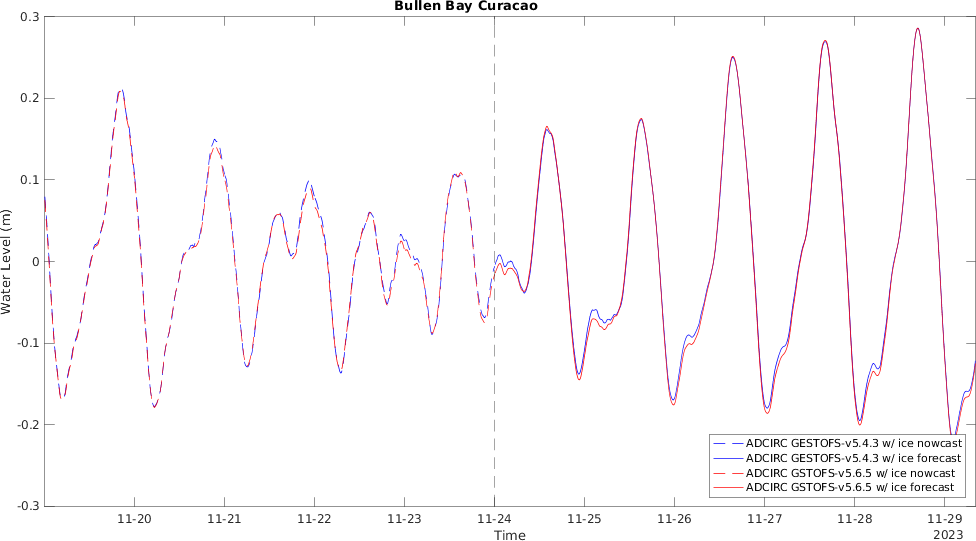 Bullen Bay Curacao
0.3
0.2
0.1
0
-0.1
-0.2
-0.3
Water Level (m)
ADCIRC GESTOFS-v5.4.3 w/ ice nowcast
ADCIRC GESTOFS-v5.4.3 w/ ice forecast
ADCIRC GSTOFS-v5.6.5 w/ ice nowcast
ADCIRC GSTOFS-v5.6.5 w/ ice forecast
11-20 11-21 11-22 11-23 11-24 11-25 11-26 11-27 11-28 11-29
Time
2023